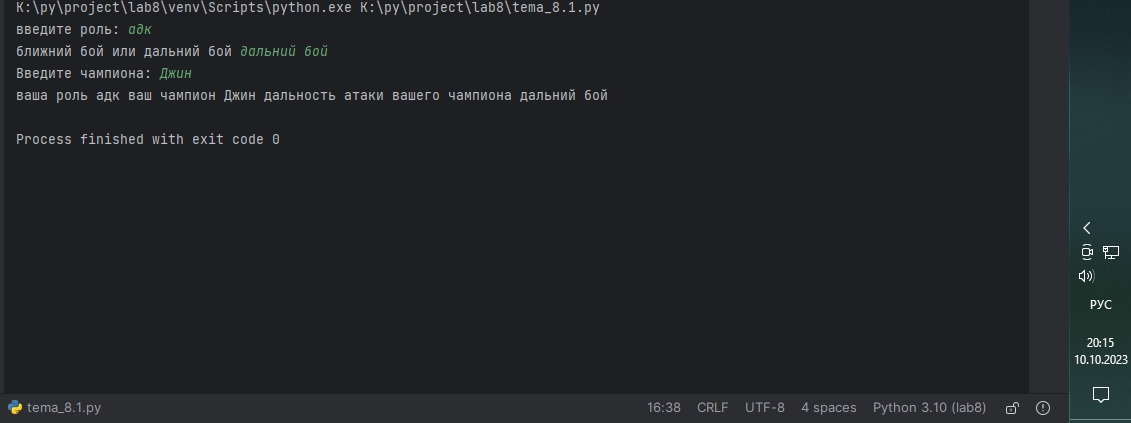 K:\py\project\lab8\venv\Scripts\python.exe K:\py\project\lab8\tema_8.1.py
введите роль: адк
ближний бой или дальний бой дальний бой
Введите чампиона: Джин
ваша роль адк ваш чампион Джин дальность атаки вашего чампиона дальний бой
Process finished with exit code 0
РУС
20:15
10.10.2023
tema_8.1.py 16:38 CRLF UTF-8 4 spaces Python 3.10 (lab8)